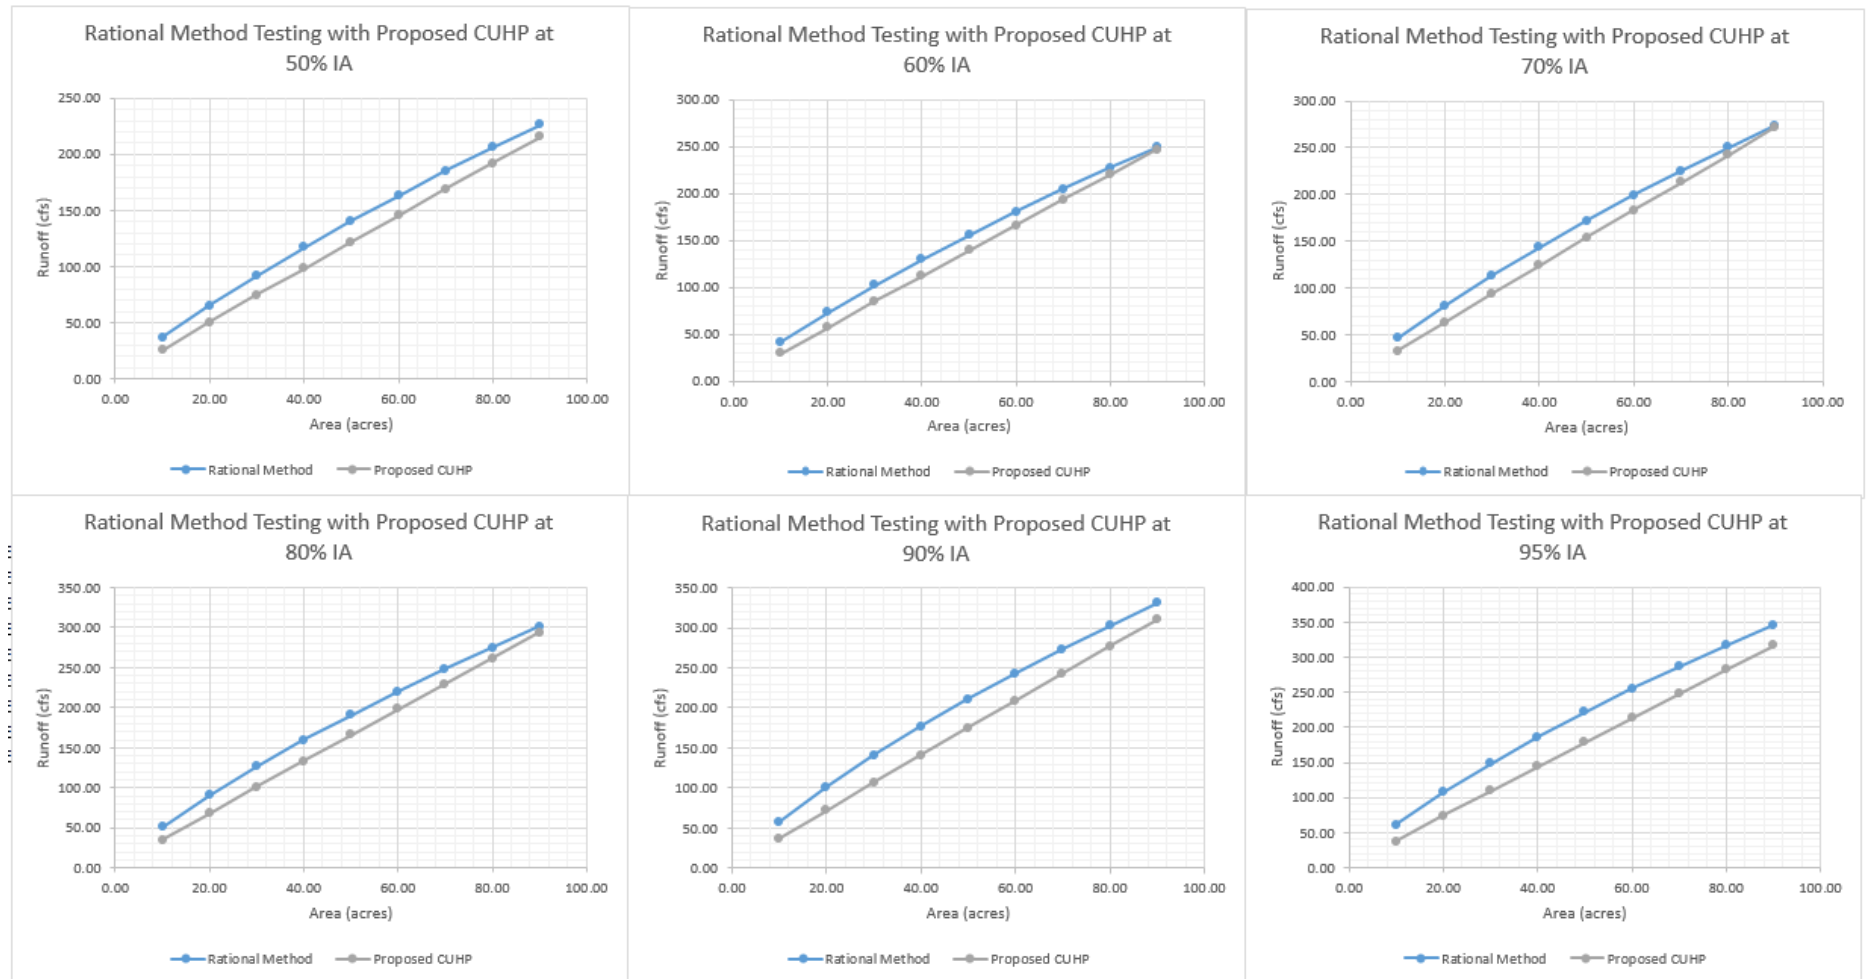 Rational Method Testing with Proposed CUHP at
50% IA
250.00
200.00
150.00
100.00
50.00
0.00
Runoff (cfs)
0.00 20.00 40.00 60.00 80.00 100.00
Area (acres)
Rational Method Proposed CUHP
Rational Method Testing with Proposed CUHP at
60% IA
300.00
250.00
200.00
150.00
100.00
50.00
0.00
Runoff (cfs)
0.00 20.00 40.00 60.00 80.00 100.00
Area (acres)
Rational Method Proposed CUHP
Rational Method Testing with Proposed CUHP at
70% IA
300.00
250.00
200.00
150.00
100.00
50.00
0.00
Runoff (cfs)
0.00 20.00 40.00 60.00 80.00 100.00
Area (acres)
Rational Method Proposed CUHP
Rational Method Testing with Proposed CUHP at
80% IA
350.00
300.00
250.00
200.00
150.00
100.00
50.00
0.00
Runoff (cfs)
0.00 20.00 40.00 60.00 80.00 100.00
Area (acres)
Rational Method Proposed CUHP
Rational Method Testing with Proposed CUHP at
90% IA
350.00
300.00
250.00
200.00
150.00
100.00
50.00
0.00
Runoff (cfs)
0.00 20.00 40.00 60.00 80.00 100.00
Area (acres)
Rational Method Proposed CUHP
Rational Method Testing with Proposed CUHP at
95% IA
400.00
350.00
300.00
250.00
200.00
150.00
100.00
50.00
0.00
Runoff (cfs)
0.00 20.00 40.00 60.00 80.00 100.00
Area (acres)
Rational Method Proposed CUHP